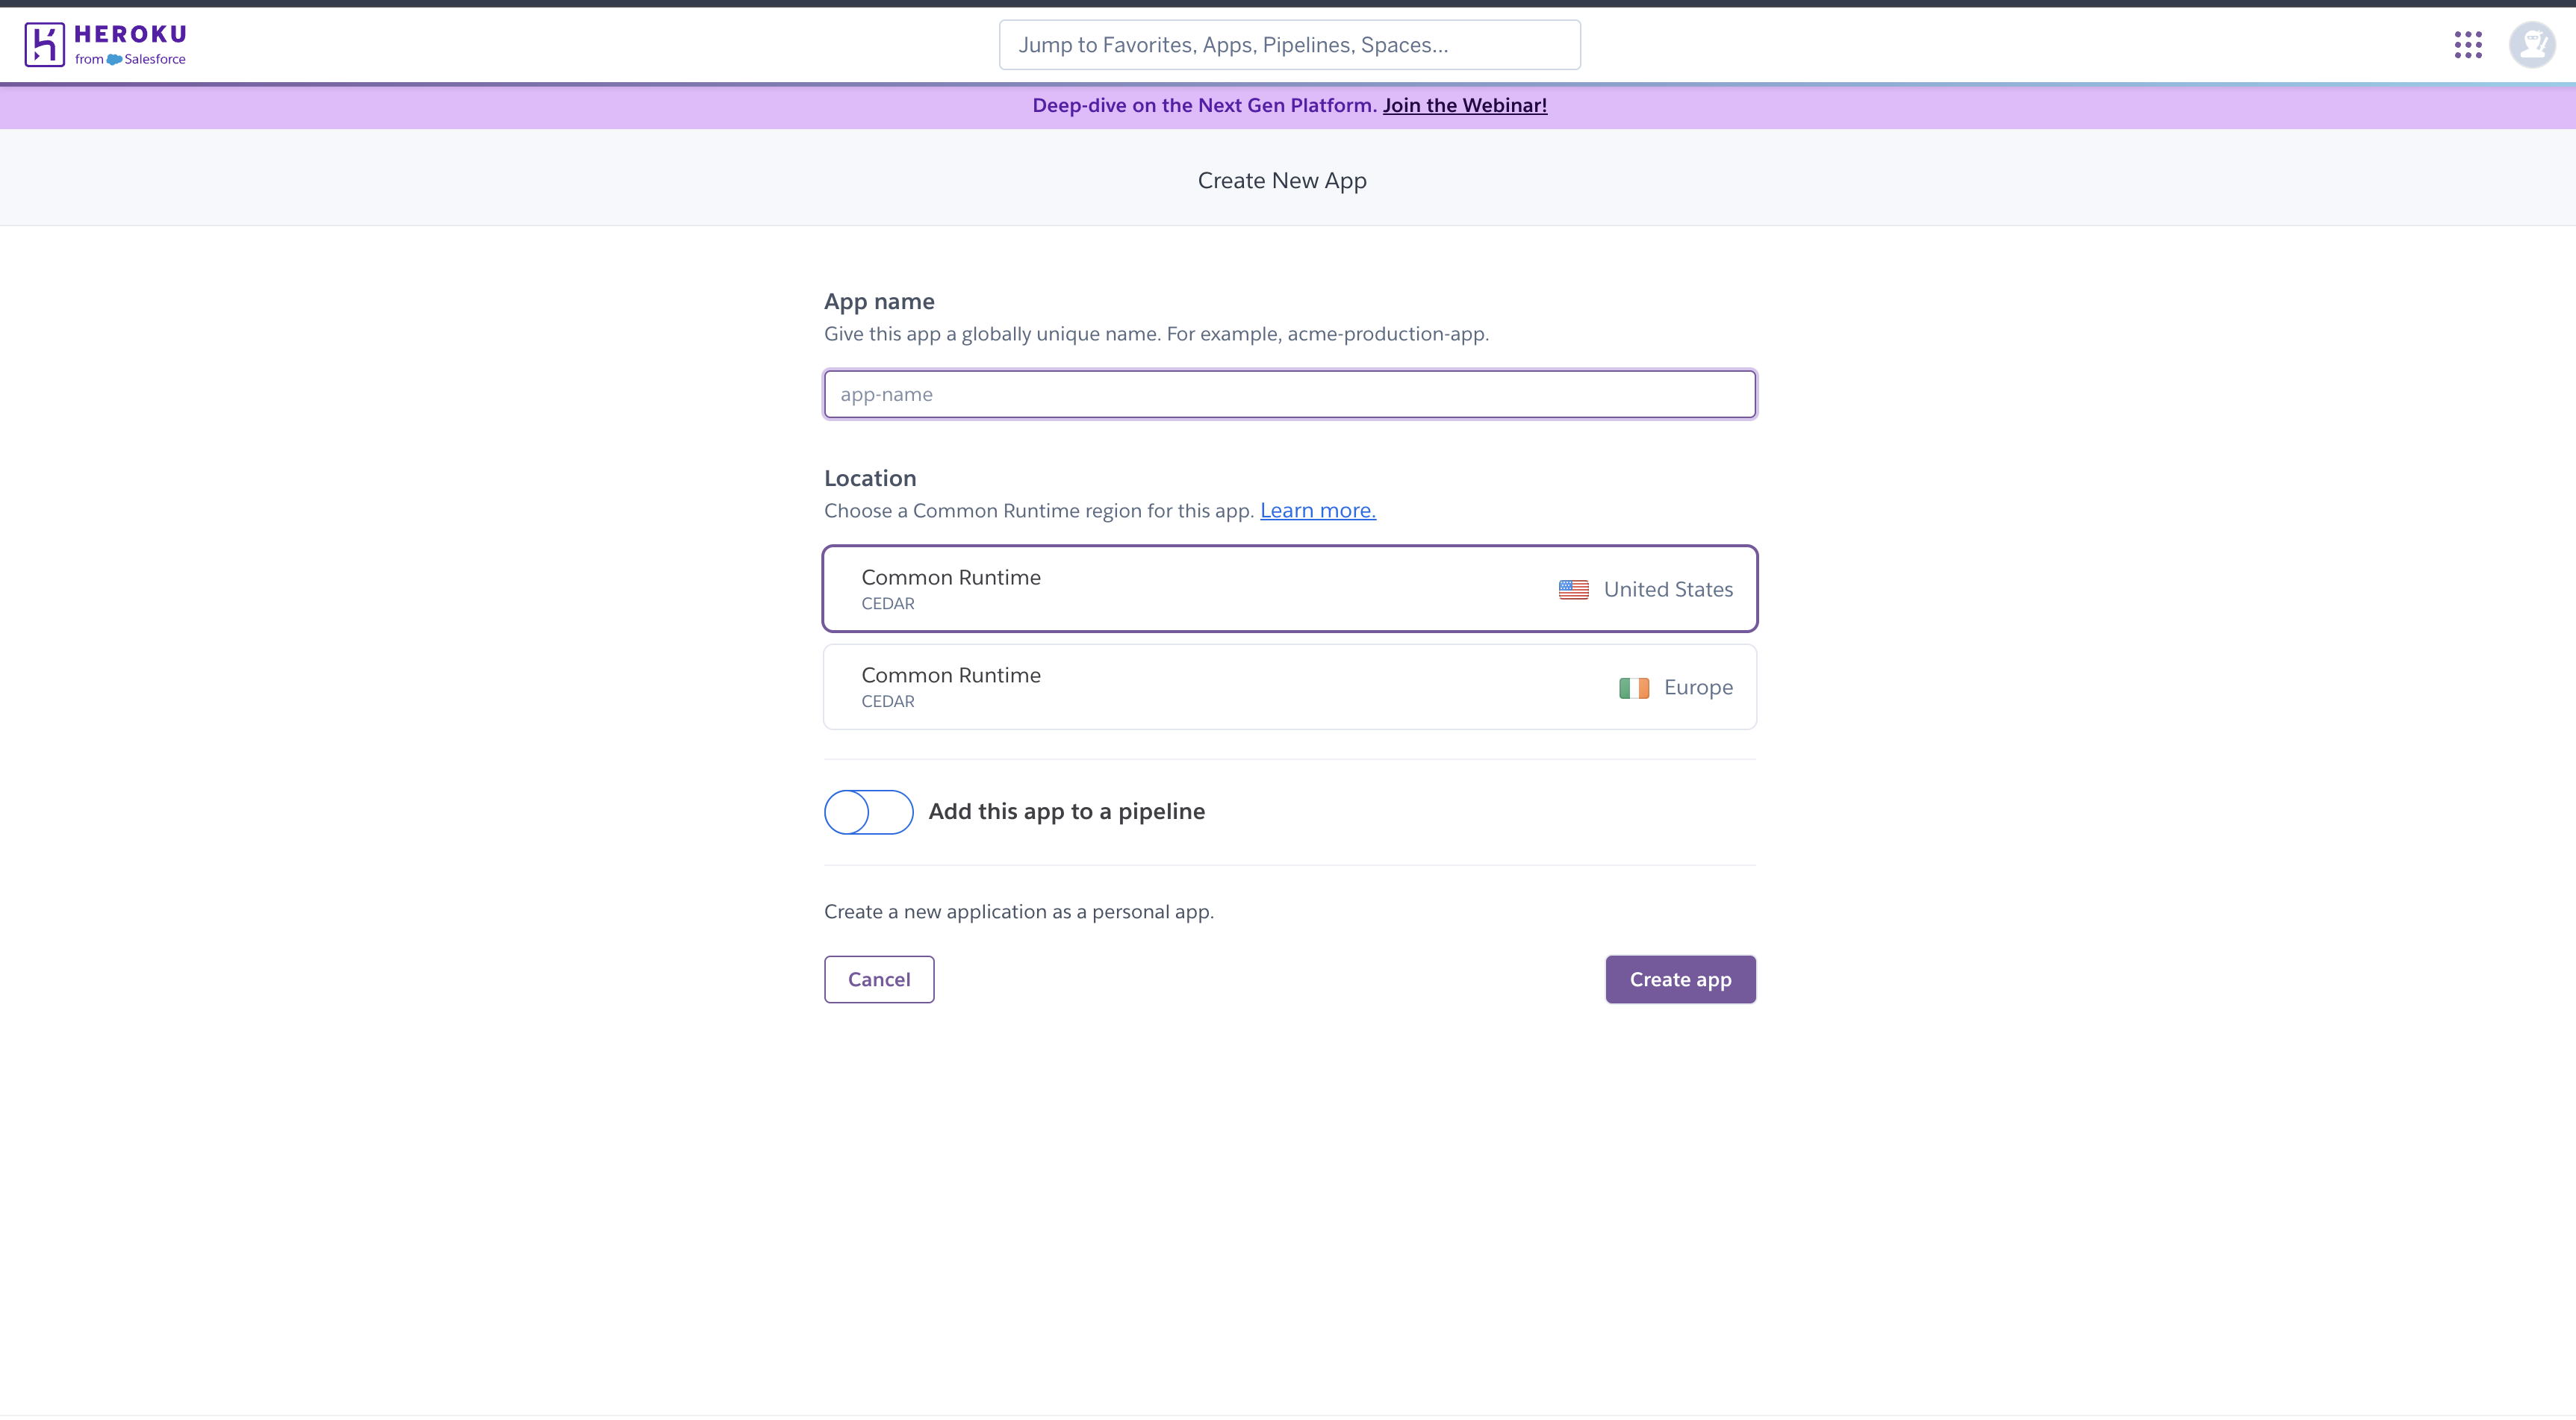 HEROKU
from Salesforce
Jump to Favorites, Apps, Pipelines, Spaces...
Deep-dive on the Next Gen Platform. Join the Webinar!
Create New App
App name
Give this app a globally unique name. For example, acme-production-app.
app-name
Location
Choose a Common Runtime region for this app. Learn more.
Common Runtime
CEDAR
United States
Common Runtime
CEDAR
Europe
Add this app to a pipeline
Create a new application as a personal app.
Cancel
Create app